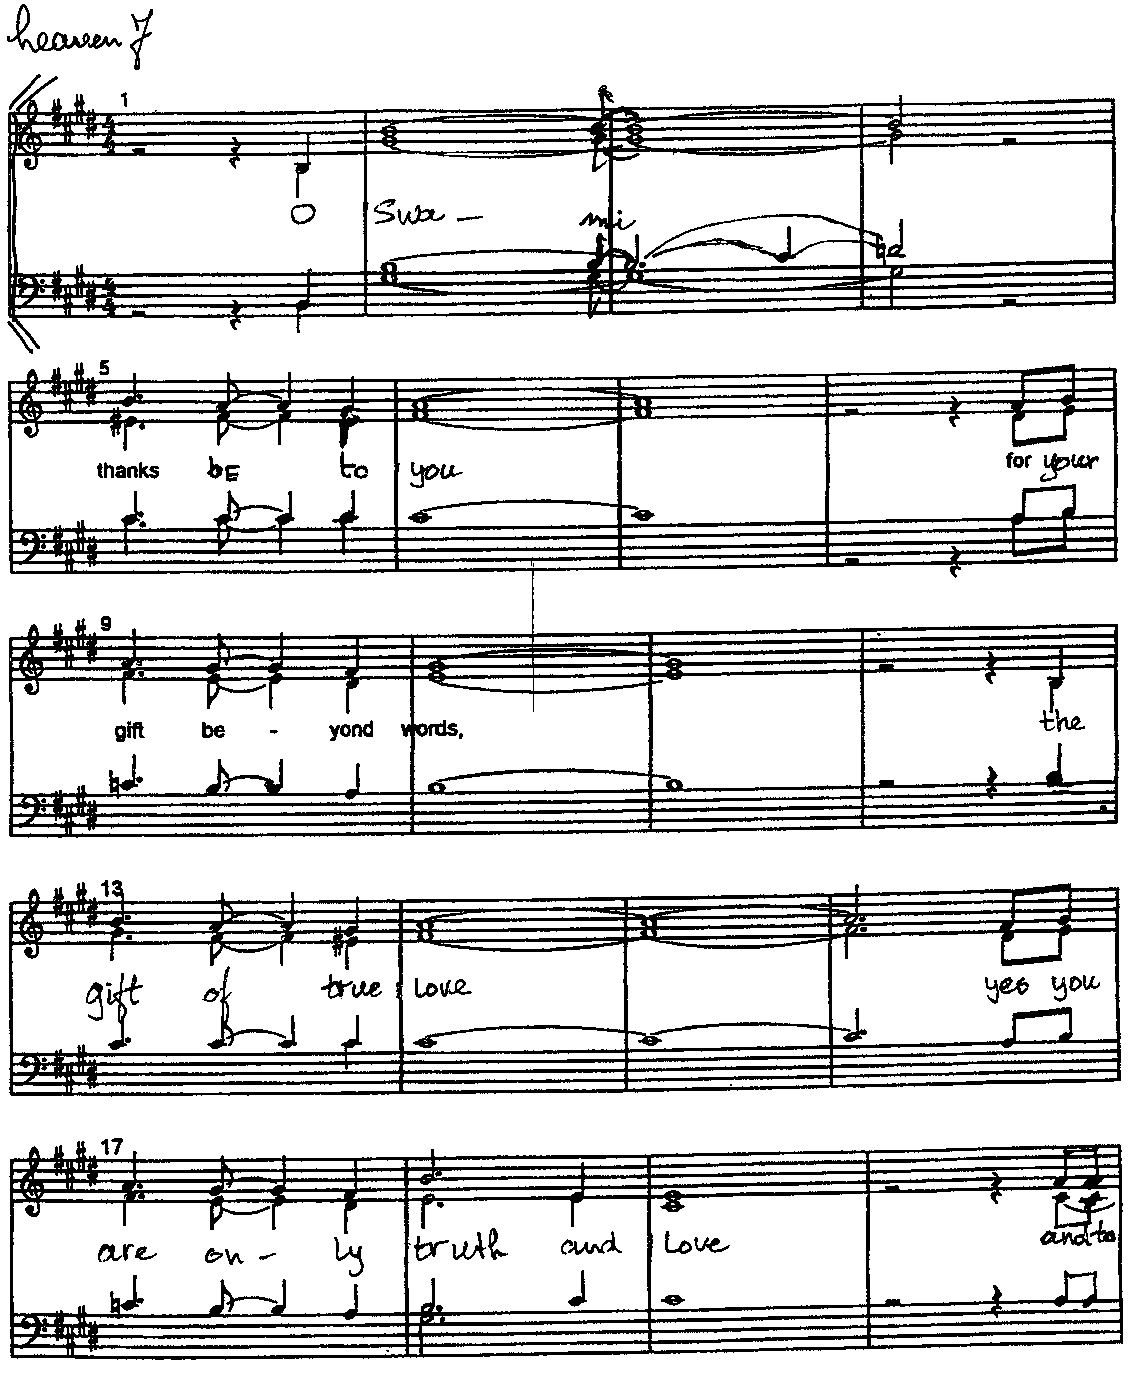 heaven 7
1
O Swa - mi
5
thanks be to you for your
9
gift be - yond words, the
13
gift of true love yes you
17
are on - ly truth and love and to